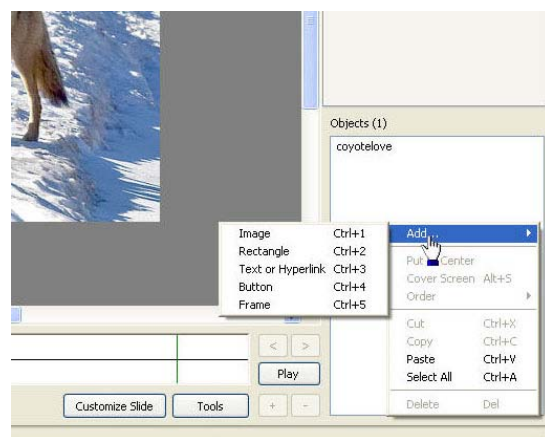 Objects (1)
coyotelove
Image Ctrl+1
Rectangle Ctrl+2
Text or Hyperlink Ctrl+3
Button Ctrl+4
Frame Ctrl+5
Add...
Put Center
Cover Screen Alt+S
Order
Cut Ctrl+X
Copy Ctrl+C
Paste Ctrl+V
Select All Ctrl+A
Delete Del
< >
Play
Customize Slide Tools + -